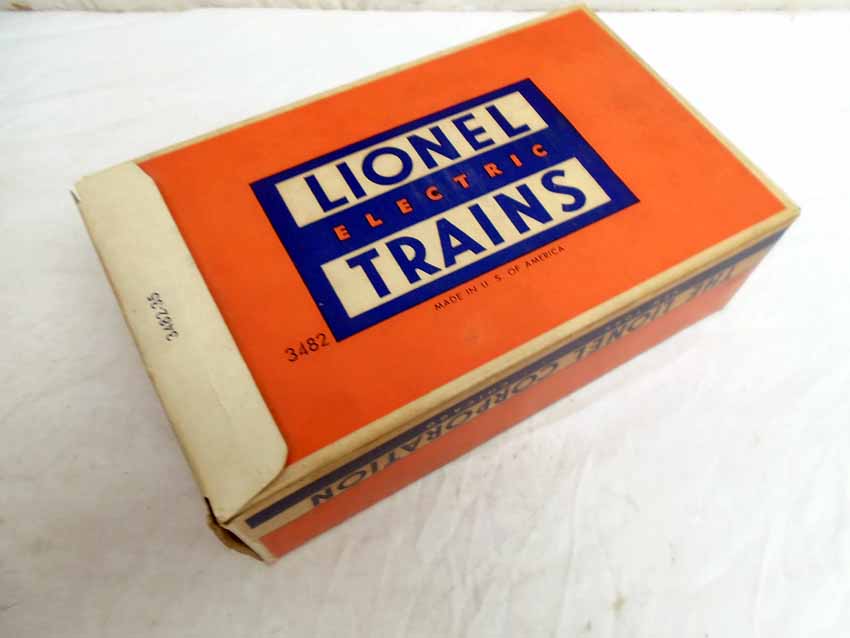 LIONEL
ELECTRIC
TRAINS
MADE IN U. S. OF AMERICA
3482
3482-35
THE LIONEL CORPORATION